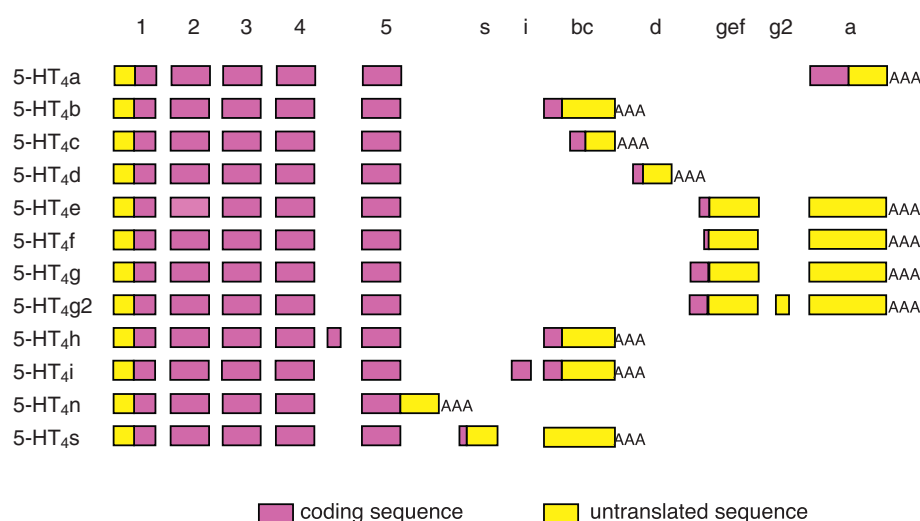 1 2 3 4 5 s i bc d gef g2 a
5-HT₄a AAA
5-HT₄b AAA
5-HT₄c AAA
5-HT₄d AAA
5-HT₄e AAA
5-HT₄f AAA
5-HT₄g AAA
5-HT₄g2 AAA
5-HT₄h AAA
5-HT₄i AAA
5-HT₄n AAA
5-HT₄s AAA
coding sequence untranslated sequence